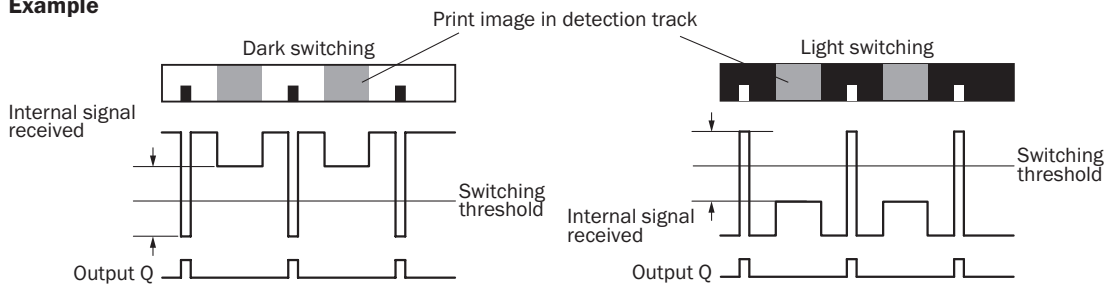 Example
Print image in detection track
Dark switching
Light switching
Internal signal
received
Switching
threshold
Output Q
Switching
threshold
Internal signal
received
Output Q